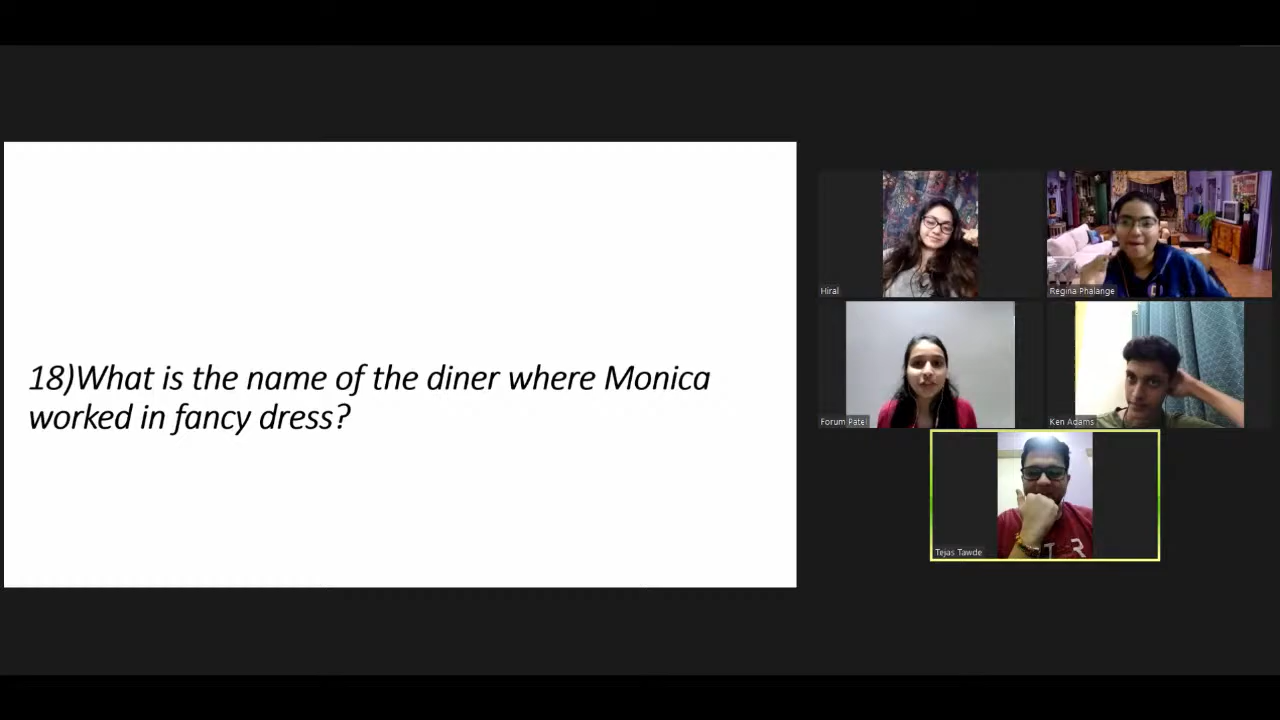 18)What is the name of the diner where Monica
worked in fancy dress?
Hiral
Regina Phalange
Forum Patel
Ken Adams
Tejas Tawde